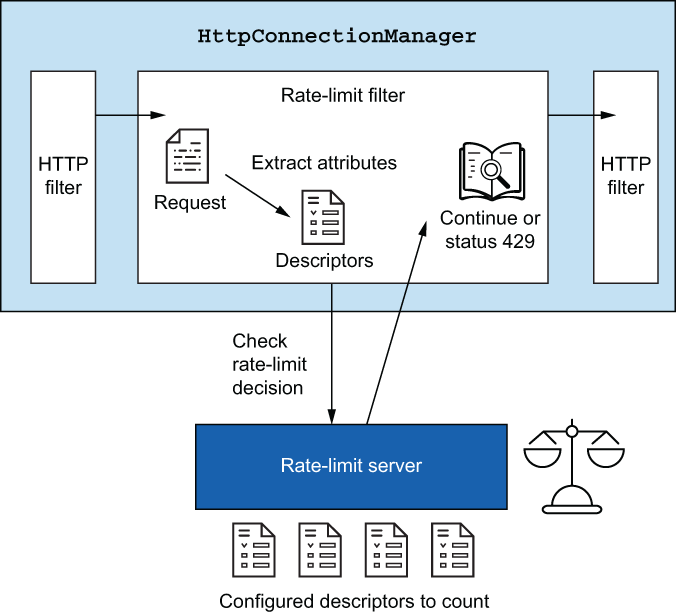 HttpConnectionManager
Rate-limit filter
HTTP
filter
Extract attributes
Request
Descriptors
Continue or
status 429
HTTP
filter
Check
rate-limit
decision
Rate-limit server
Configured descriptors to count